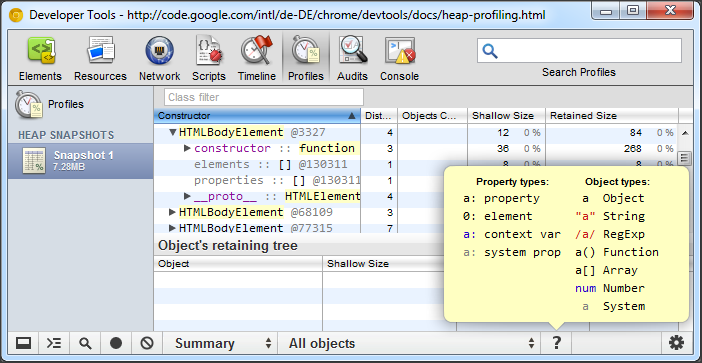 Developer Tools - http://code.google.com/intl/de-DE/chrome/devtools/docs/heap-profiling.html
Elements Resources Network Scripts Timeline Profiles Audits Console Search Profiles
Profiles
HEAP SNAPSHOTS
Snapshot 1
7.28MB
Class filter
Constructor Dist... Objects C... Shallow Size Retained Size
HTMLBodyElement @3327 4 12 0 % 84 0 %
constructor :: function 3 36 0 % 268 0 %
elements :: [] @130311 1 8 0 % 8 0 %
properties :: [] @130311 1
__proto__ :: HTMLElement 4
HTMLBodyElement @68109 3
HTMLBodyElement @77315 7
Property types: Object types:
a: property a Object
0: element "a" String
a: context var /a/ RegExp
a: system prop a() Function
a[] Array
num Number
a System
Object's retaining tree
Object Shallow Size
Summary All objects ?